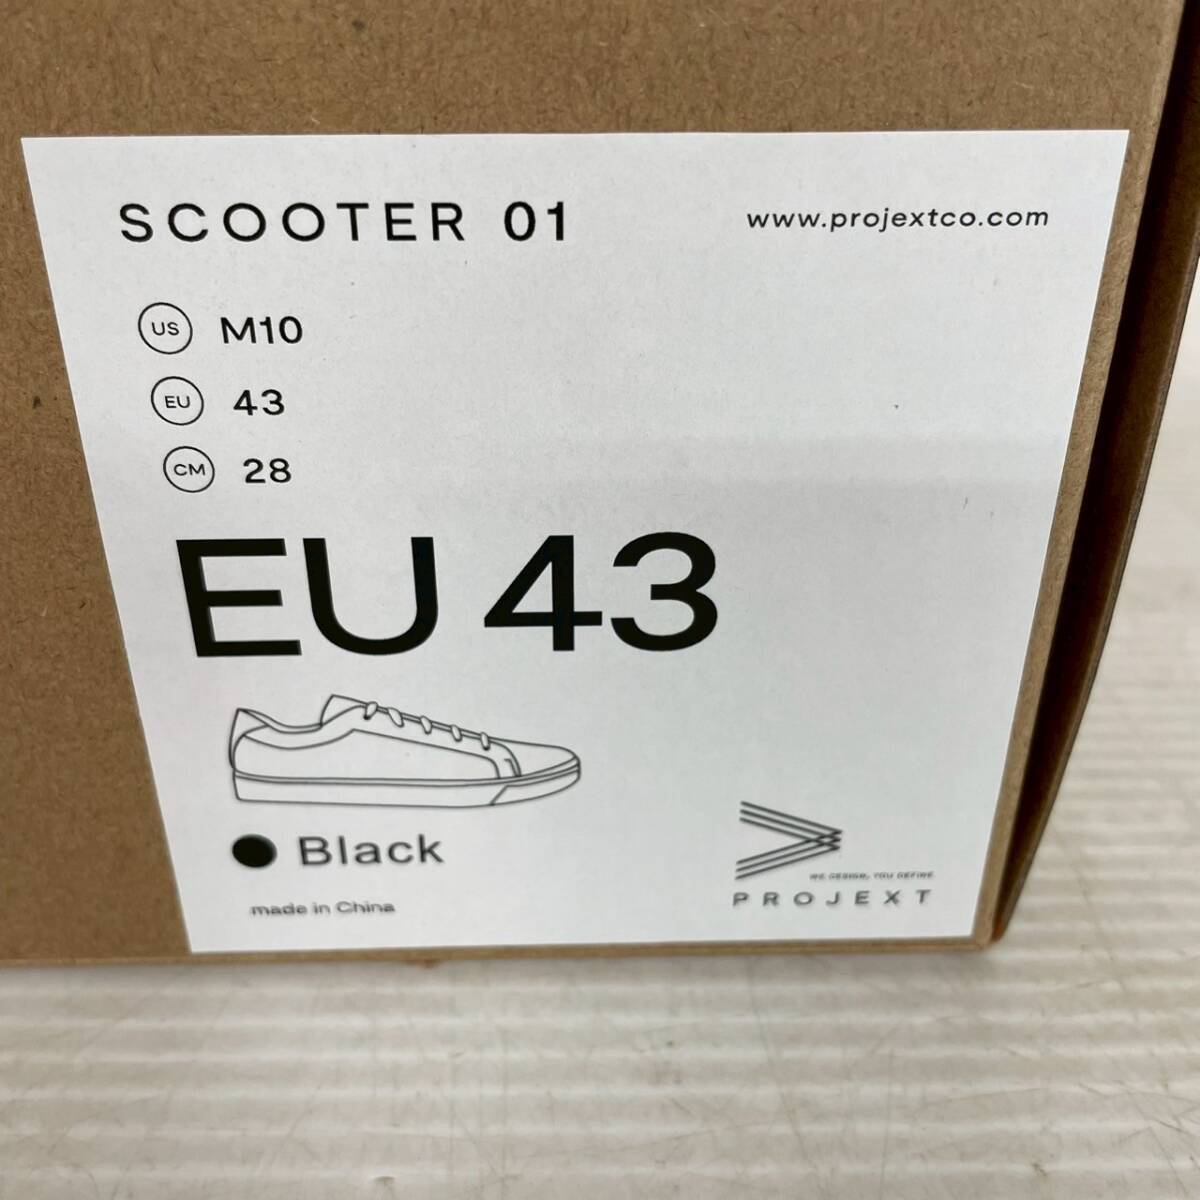 SCOOTER 01
www.projextco.com
US M10
EU 43
CM 28
EU 43
Black
made in China
WE DESIGN, YOU DEFINE
PROJEXT